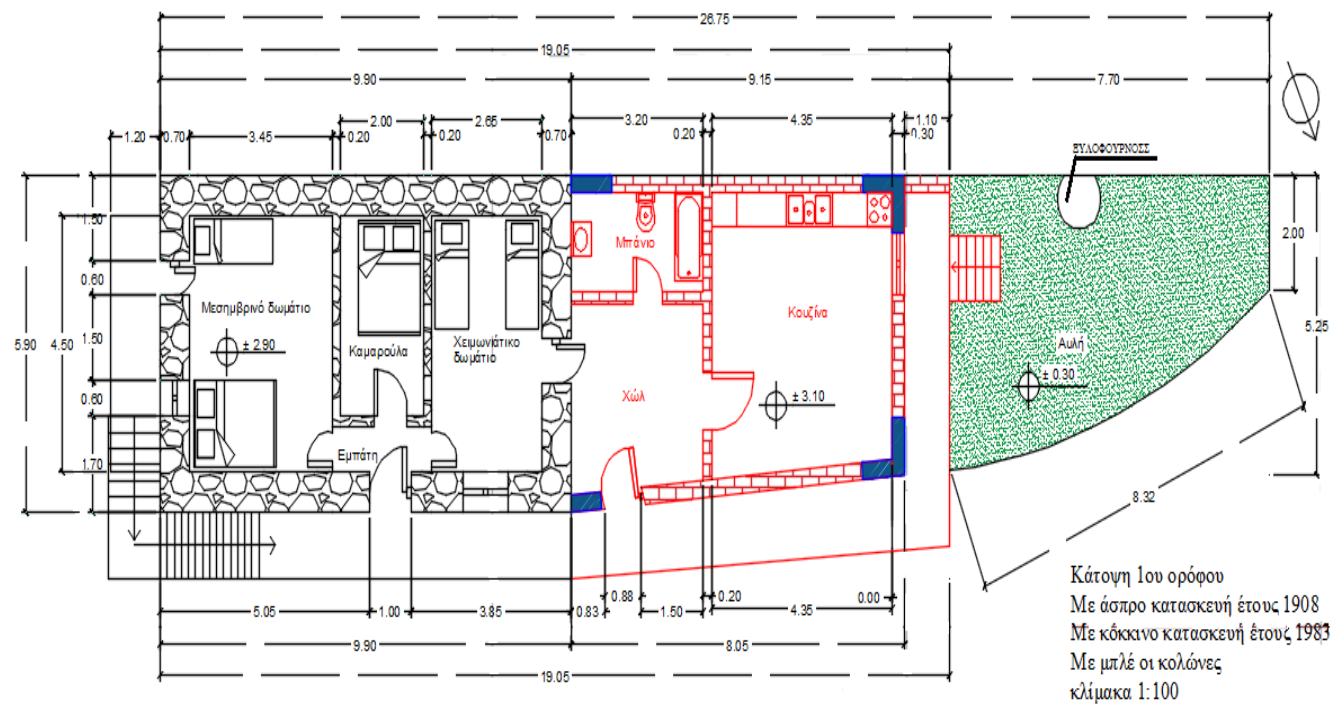 26.75
19.05
9.90
9.15
7.70
2.00
2.65
3.20
4.35
1.10
1.20
0.70
3.45
0.20
0.20
0.70
0.20
0.30
ΞΥΛΟΦΟΥΡΝΟΣΣ
1.50
0.60
1.50
0.60
1.70
5.90
4.50
2.00
5.25
8.32
Μπάνιο
Μεσημβρινό δωμάτιο
± 2.90
Καμαρούλα
Χειμωνιάτικο
δωμάτιο
Κουζίνα
Αυλή
± 0.30
Χώλ
± 3.10
Εμπάτη
0.88
0.20
0.00
5.05
1.00
3.85
0.83
1.50
4.35
9.90
8.05
19.05
Κάτοψη 1ου ορόφου
Με άσπρο κατασκευή έτους 1908
Με κόκκινο κατασκευή έτους 1983
Με μπλέ οι κολώνες
κλίμακα 1:100